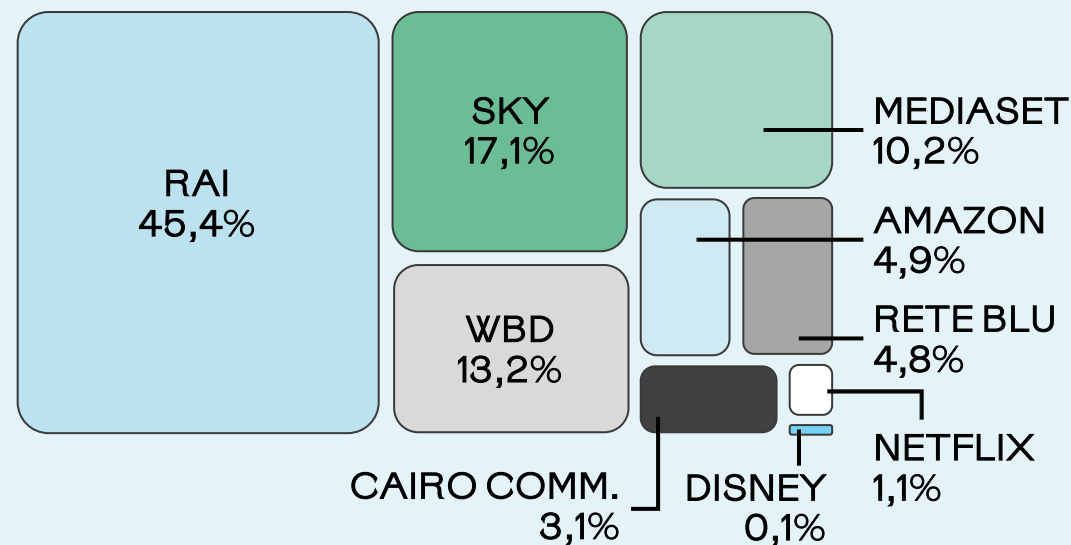 RAI
45,4%
SKY
17,1%
WBD
13,2%
MEDIASET
10,2%
AMAZON
4,9%
RETE BLU
4,8%
NETFLIX
1,1%
CAIRO COMM.
3,1%
DISNEY
0,1%